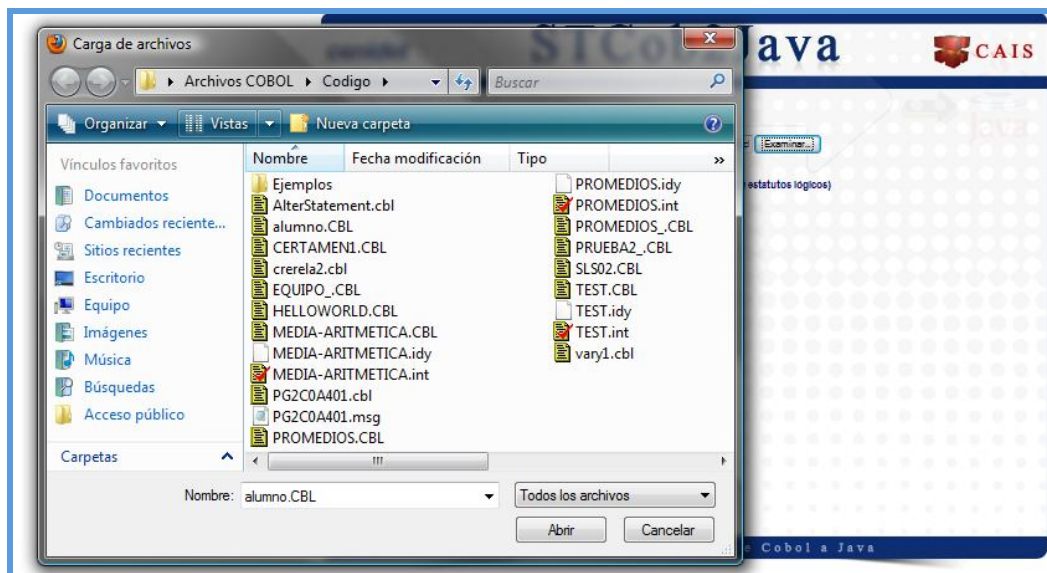 Carga de archivos
STCob2Java
CAIS
Archivos COBOL
Codigo
Buscar
Organizar
Vistas
Nueva carpeta
Examinar...
Vínculos favoritos
Documentos
Cambiados reciente...
Sitios recientes
Escritorio
Equipo
Imágenes
Música
Búsquedas
Acceso público
Carpetas
Nombre Fecha modificación Tipo »
Ejemplos
AlterStatement.cbl
alumno.CBL
CERTAMEN1.CBL
crerela2.cbl
EQUIPO_.CBL
HELLOWORLD.CBL
MEDIA-ARITMETICA.CBL
MEDIA-ARITMETICA.idy
MEDIA-ARITMETICA.int
PG2C0A401.cbl
PG2C0A401.msg
PROMEDIOS.CBL
PROMEDIOS.idy
PROMEDIOS.int
PROMEDIOS_.CBL
PRUEBA2_.CBL
SLS02.CBL
TEST.CBL
TEST.idy
TEST.int
vary1.cbl
estatutos lógicos)
Java
Nombre: alumno.CBL
Todos los archivos
Abrir
Cancelar
e Cobol a Java